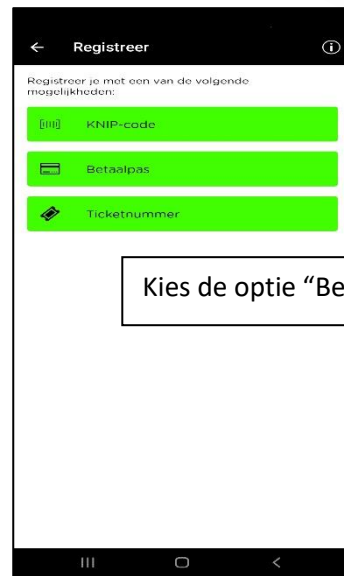 Registreer
Registreer je met een van de volgende
mogelijkheden:
KNIP-code
Betaalpas
Ticketnummer
Kies de optie “Be